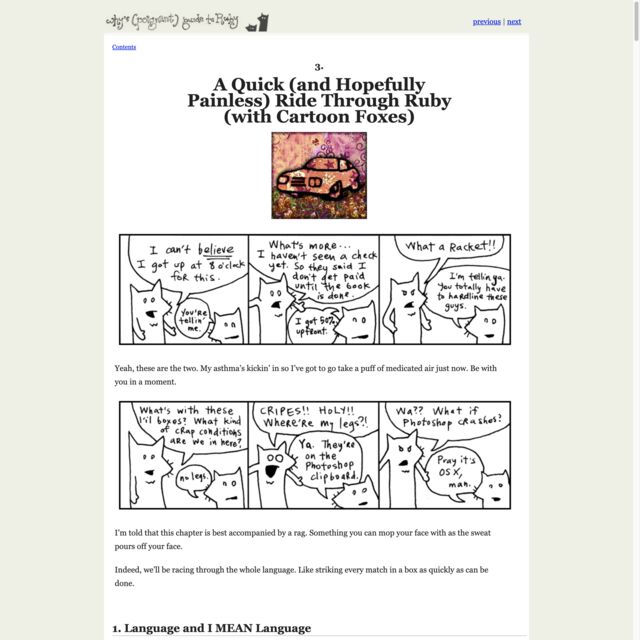 why's (poignant) guide to Ruby
previous | next
Contents
3.
A Quick (and Hopefully
Painless) Ride Through Ruby
(with Cartoon Foxes)
I can't believe
I got up at 8 o'clock
for this.
You're
tellin'
me.
What's more...
I haven't seen a check
yet. So they said I
don't get paid
until the book
is done.
I got 50%
upfront.
What a Racket!!
I'm telling ya.
You totally have
to hardline these
guys.
Yeah, these are the two. My asthma's kickin' in so I've got to go take a puff of medicated air just now. Be with
you in a moment.
What's with these
l'il boxes? What kind
of crap conditions
are we in here?
no legs.
CRIPES!! HOLY!!
Where're my legs?!
Ya. They're
on the
Photoshop
clipboard.
Wa?? What if
Photoshop crashes?
Pray it's
OS X,
man.
I'm told that this chapter is best accompanied by a rag. Something you can mop your face with as the sweat
pours off your face.
Indeed, we'll be racing through the whole language. Like striking every match in a box as quickly as can be
done.
1. Language and I MEAN Language